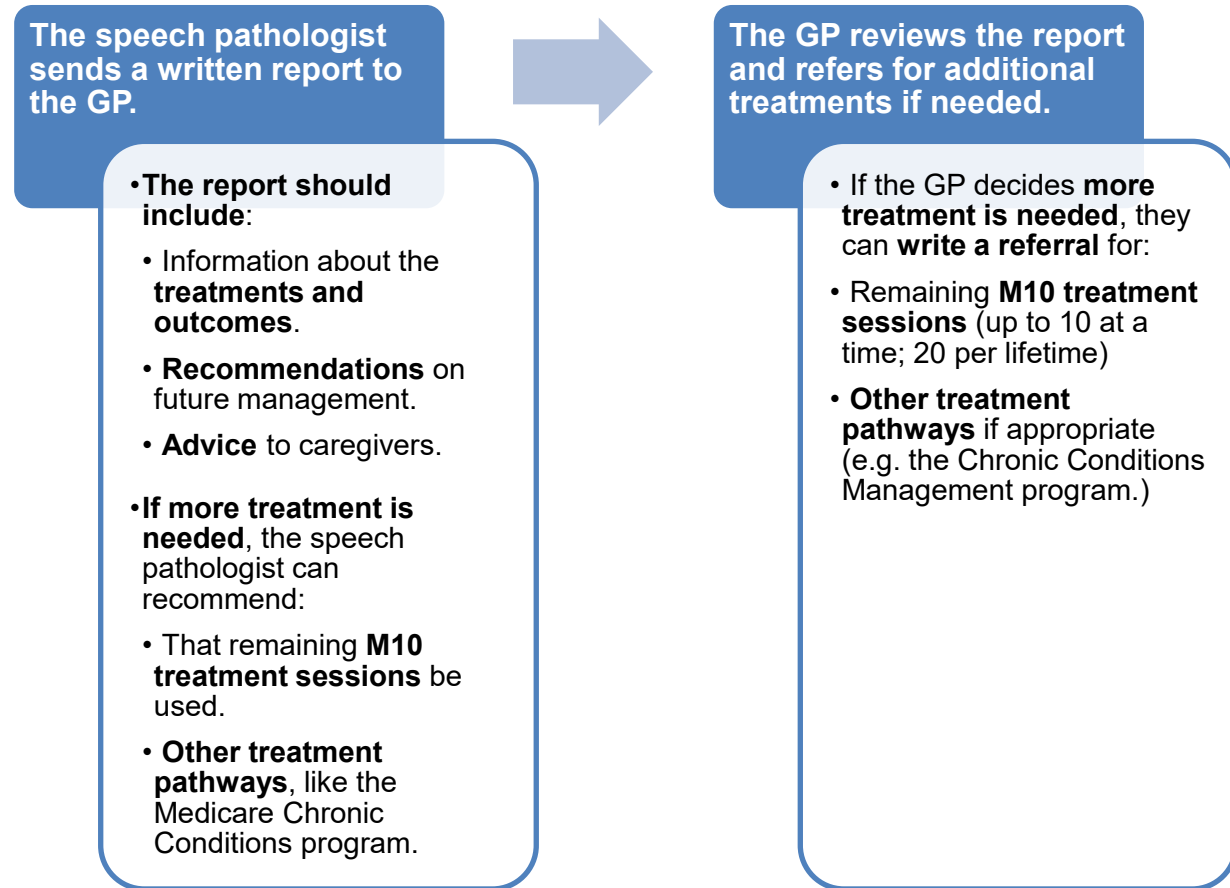 The speech pathologist
sends a written report to
the GP.
•The report should
include:
• Information about the
treatments and
outcomes.
• Recommendations on
future management.
• Advice to caregivers.
•If more treatment is
needed, the speech
pathologist can
recommend:
• That remaining M10
treatment sessions be
used.
• Other treatment
pathways, like the
Medicare Chronic
Conditions program.
The GP reviews the report
and refers for additional
treatments if needed.
• If the GP decides more
treatment is needed, they
can write a referral for:
• Remaining M10 treatment
sessions (up to 10 at a
time; 20 per lifetime)
• Other treatment
pathways if appropriate
(e.g. the Chronic Conditions
Management program.)